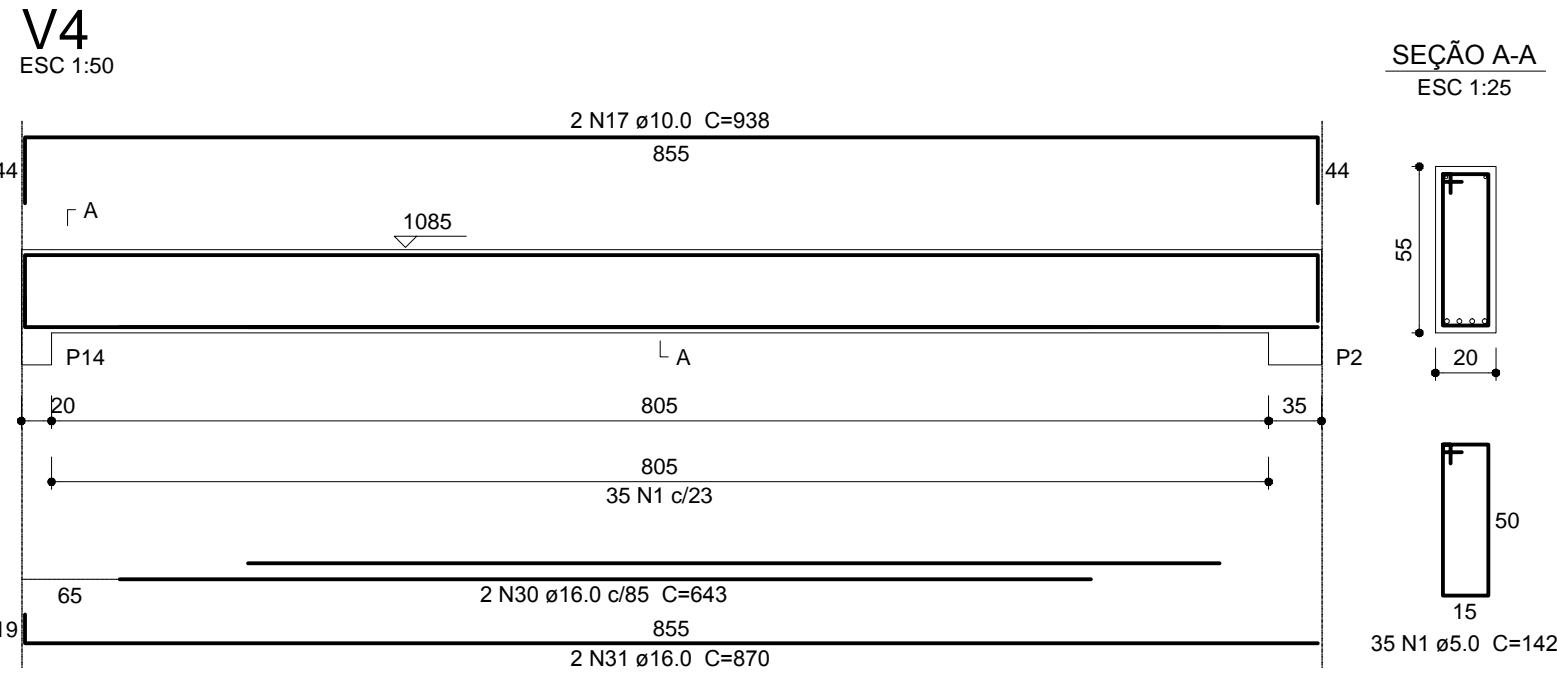 V4
ESC 1:50
SEÇÃO A-A
ESC 1:25
2 N17 ø10.0 C=938
855
44
44
A
1085
55
P14
A
P2
20
20
805
35
805
35 N1 c/23
50
65
2 N30 ø16.0 c/85 C=643
15
19
855
35 N1 ø5.0 C=142
2 N31 ø16.0 C=870